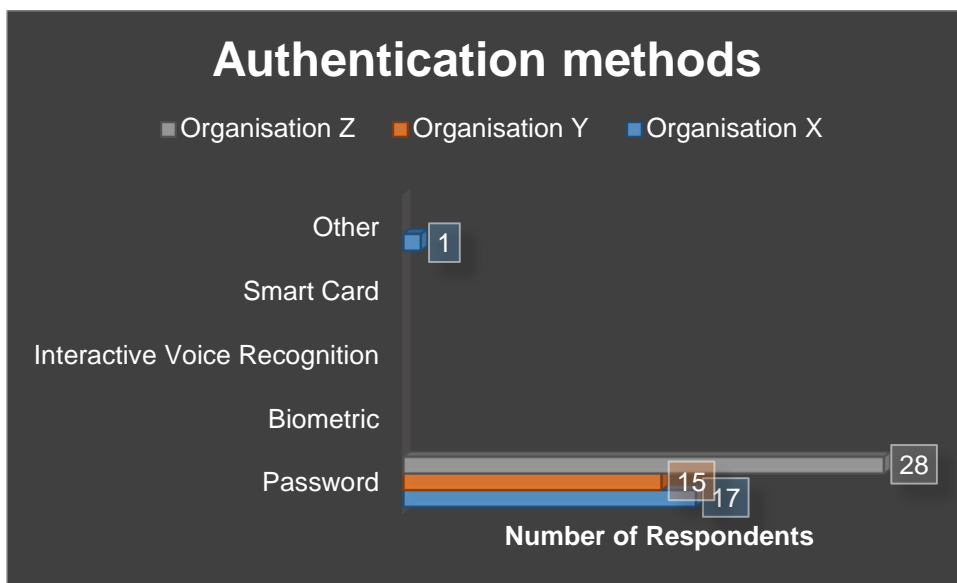 Authentication methods
Organisation Z Organisation Y Organisation X
Other
1
Smart Card
Interactive Voice Recognition
Biometric
Password
28
15
17
Number of Respondents